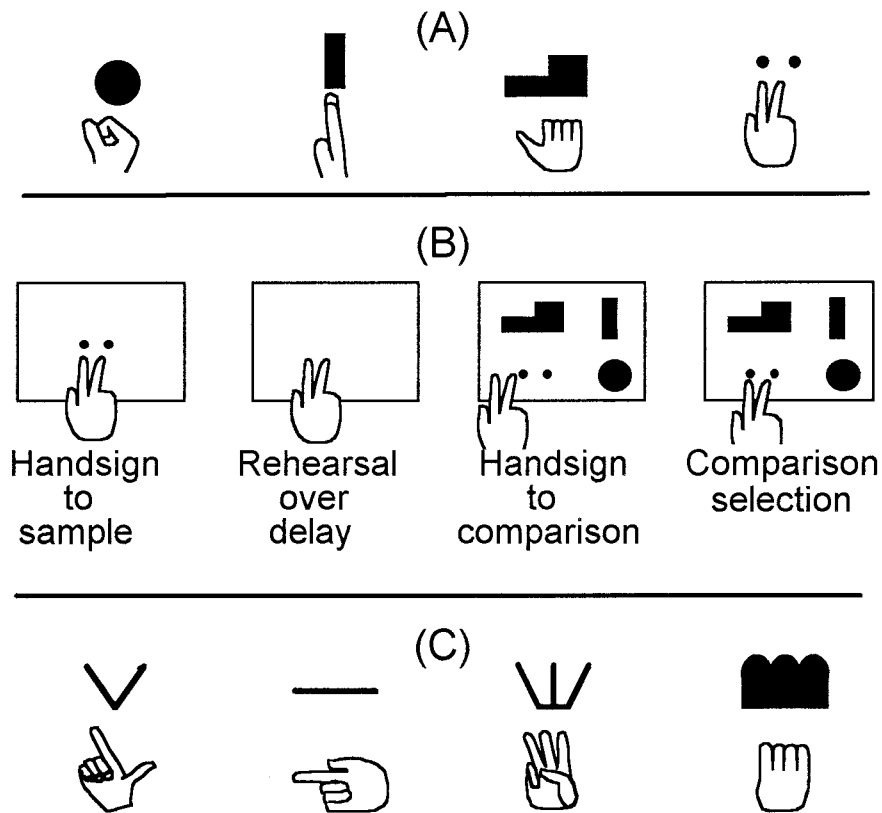 (A)
(B)
Handsign
to
sample
Rehearsal
over
delay
Handsign
to
comparison
Comparison
selection
(C)